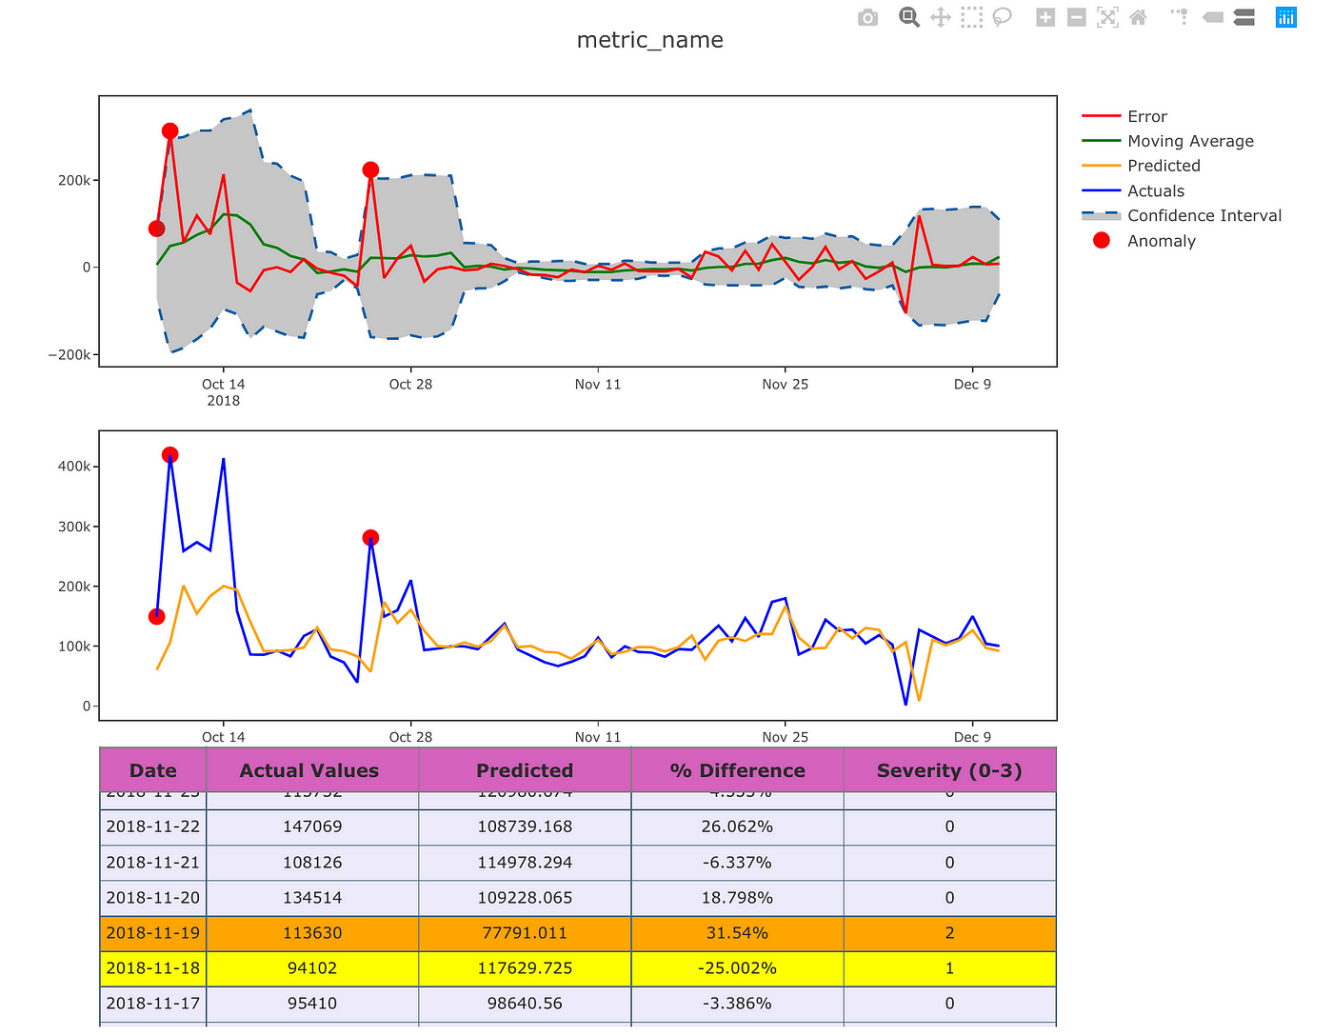 metric_name
Error
Moving Average
Predicted
Actuals
Confidence Interval
Anomaly
200k
0
−200k
Oct 14 Oct 28 Nov 11 Nov 25 Dec 9
2018
400k
300k
200k
100k
0
Oct 14 Oct 28 Nov 11 Nov 25 Dec 9
Date Actual Values Predicted % Difference Severity (0-3)
2018-11-22 147069 108739.168 26.062% 0
2018-11-21 108126 114978.294 -6.337% 0
2018-11-20 134514 109228.065 18.798% 0
2018-11-19 113630 77791.011 31.54% 2
2018-11-18 94102 117629.725 -25.002% 1
2018-11-17 95410 98640.56 -3.386% 0